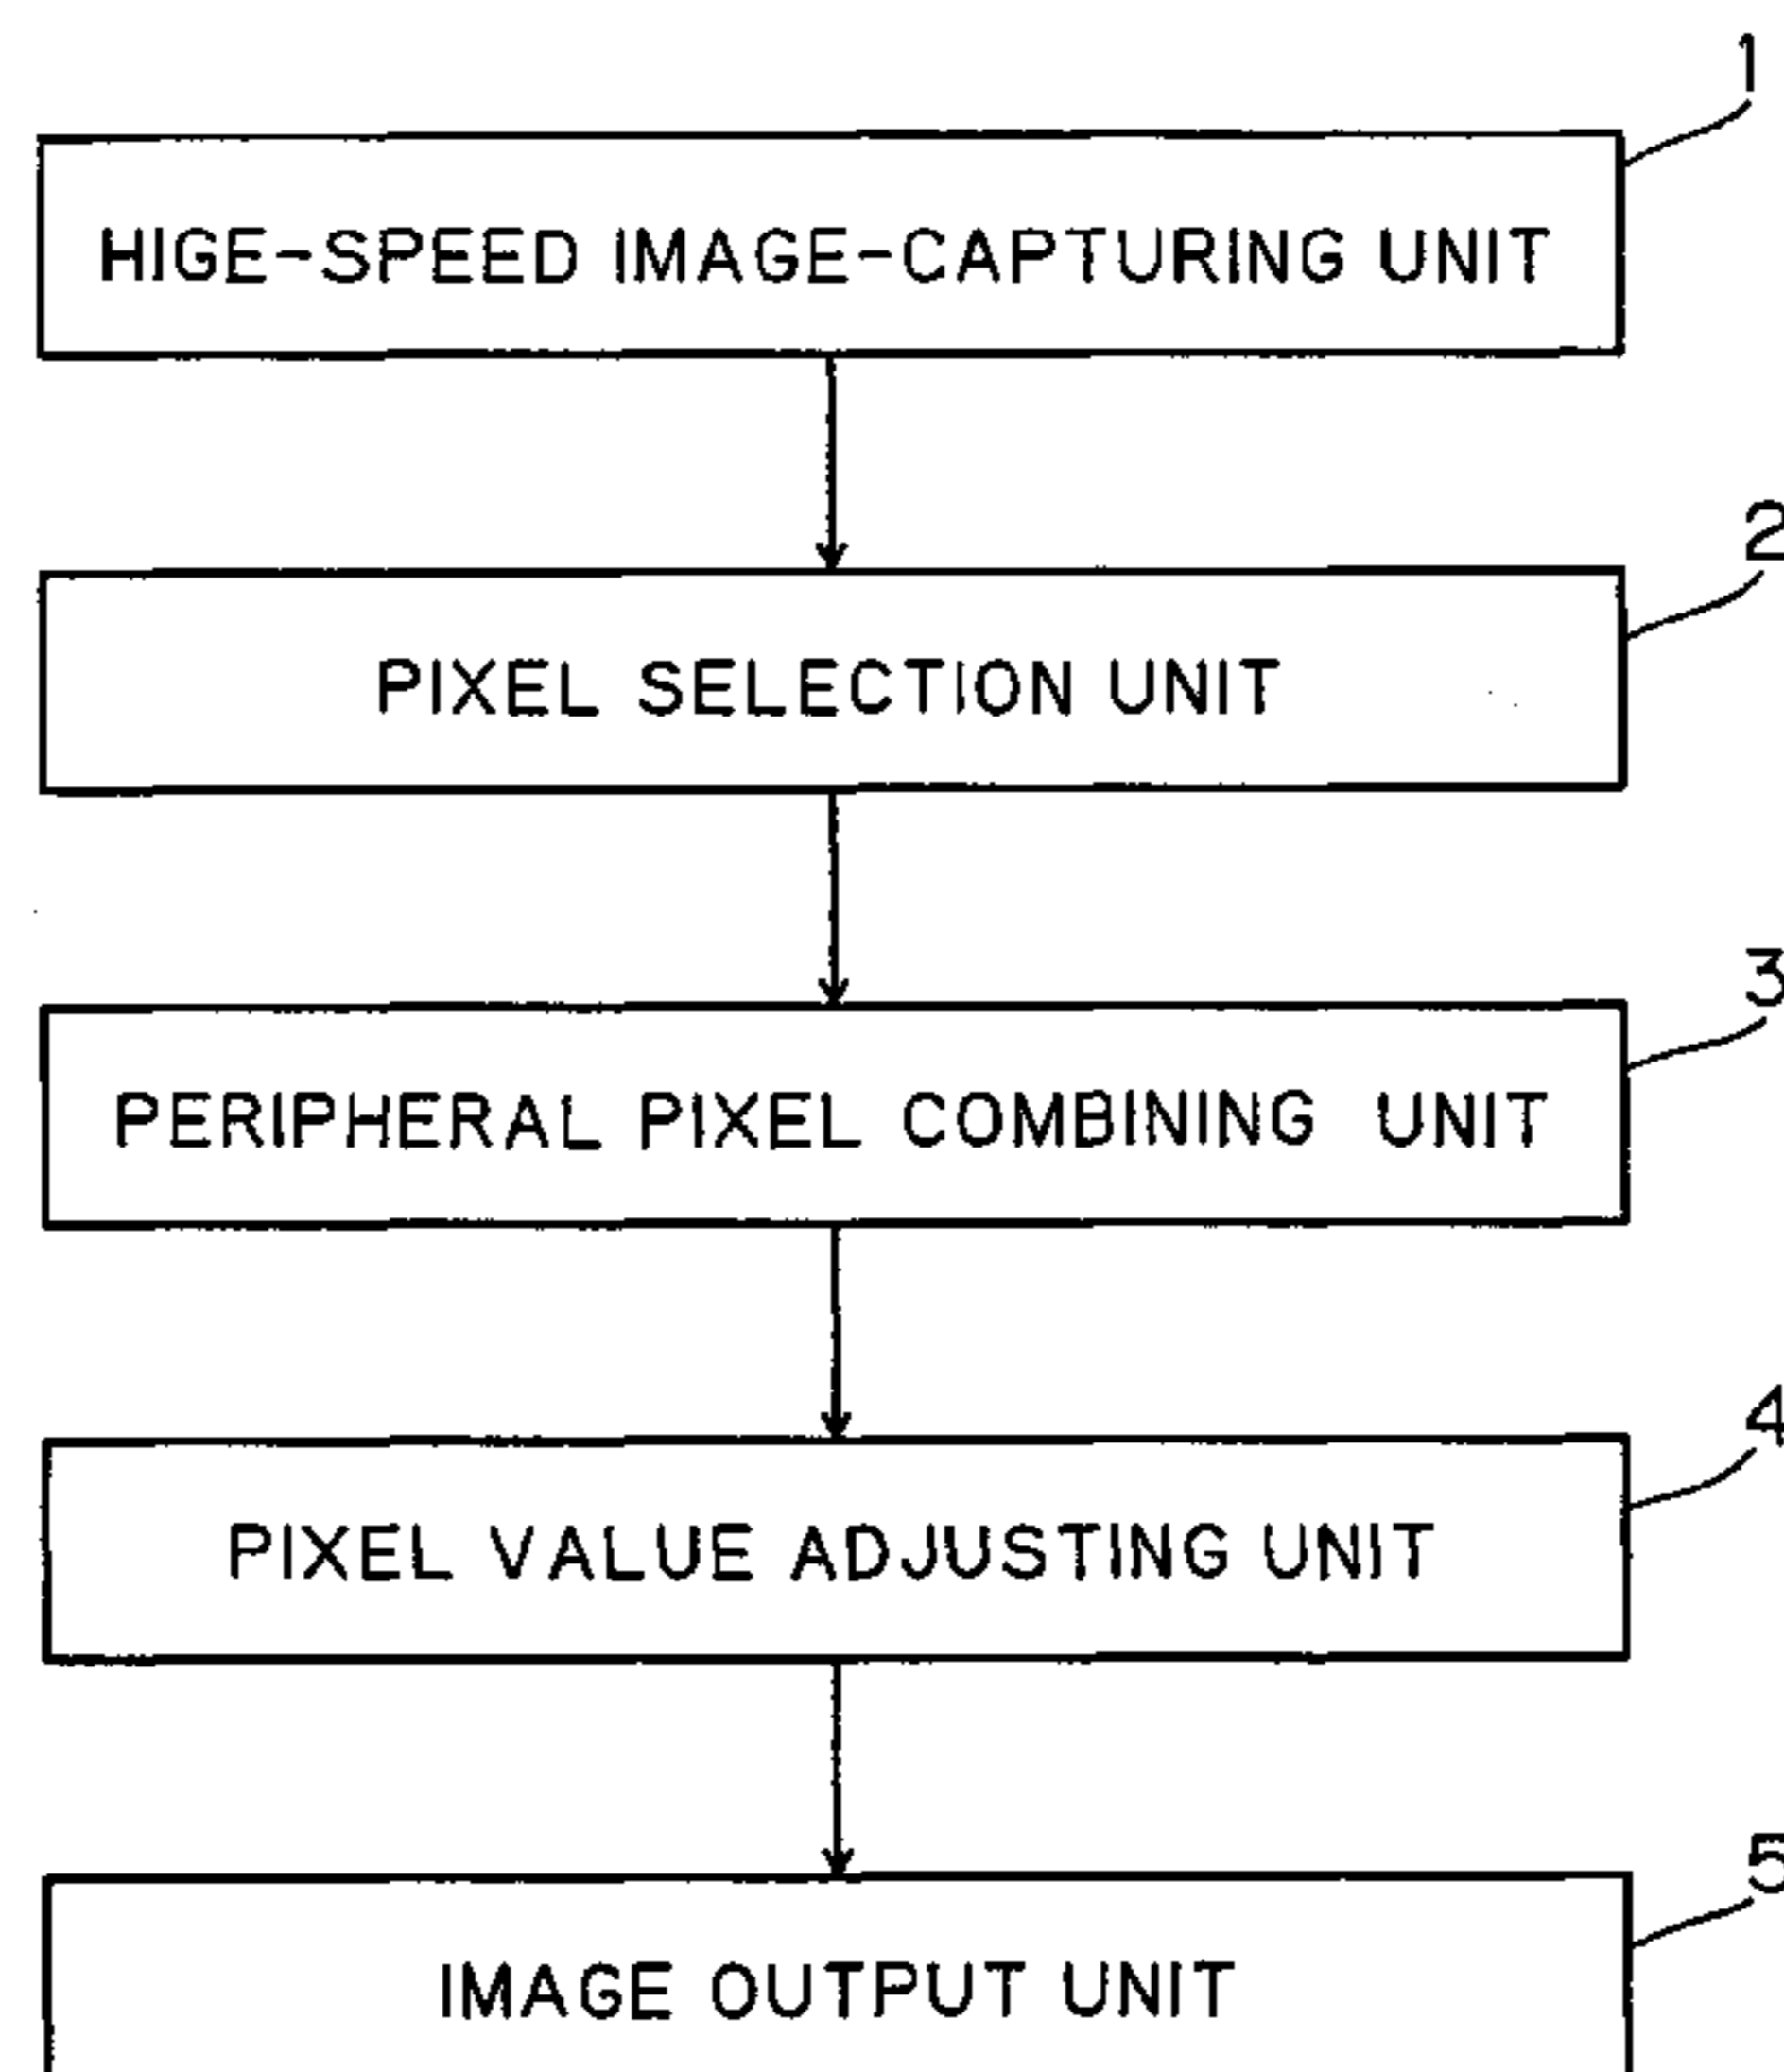 1
HIGE-SPEED IMAGE-CAPTURING UNIT
2
PIXEL SELECTION UNIT
3
PERIPHERAL PIXEL COMBINING UNIT
4
PIXEL VALUE ADJUSTING UNIT
5
IMAGE OUTPUT UNIT